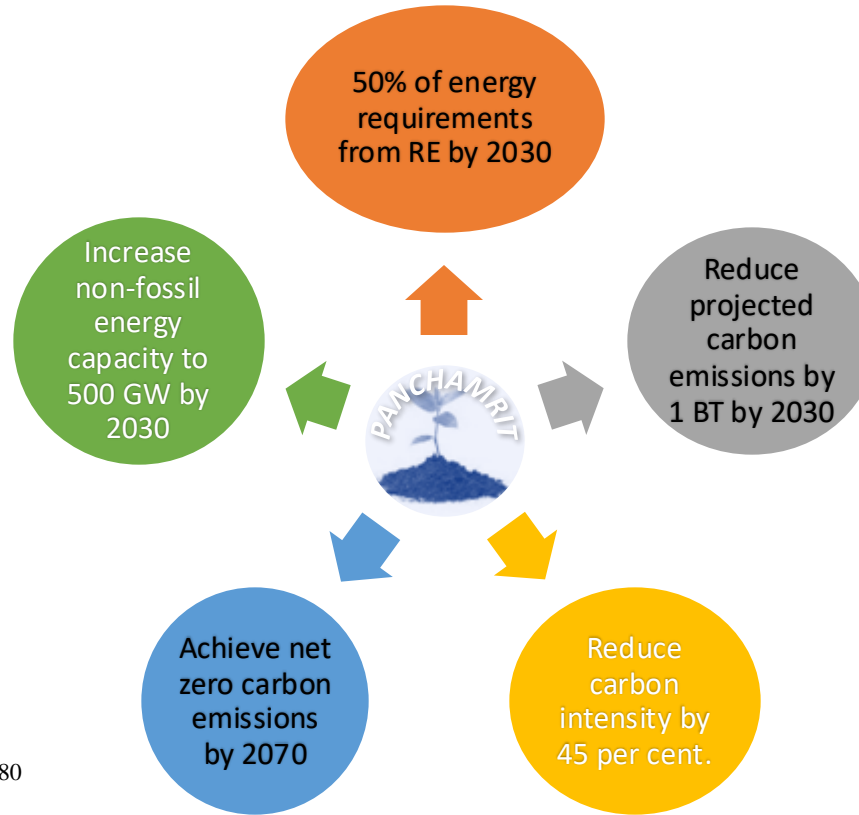 50% of energy
requirements
from RE by 2030
Increase
non-fossil
energy
capacity to
500 GW by
2030
Reduce
projected
carbon
emissions by
1 BT by 2030
PANCHAMRIT
Achieve net
zero carbon
emissions
by 2070
Reduce
carbon
intensity by
45 per cent.
80